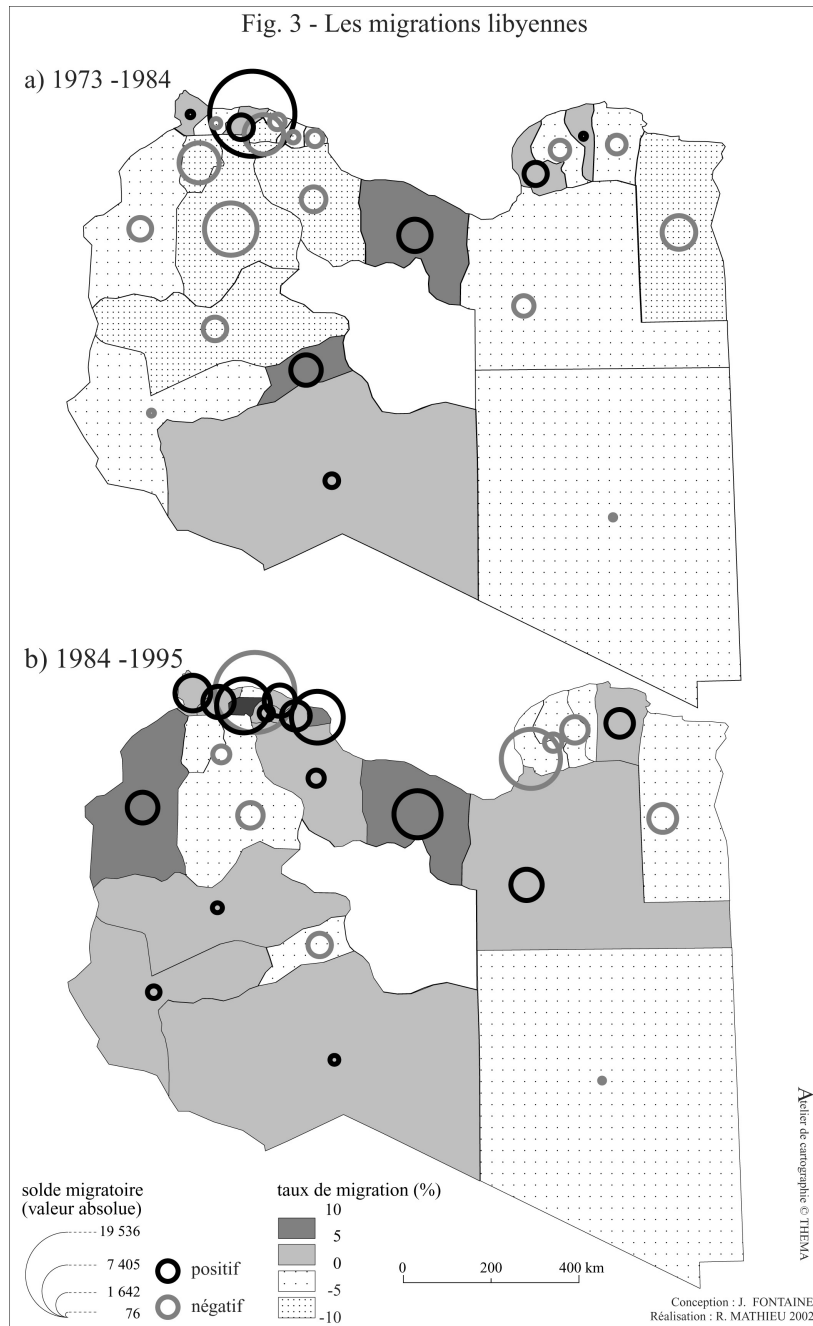 Fig. 3 - Les migrations libyennes
a) 1973 -1984
b) 1984 -1995
solde migratoire
(valeur absolue)
19 536
7 405
1 642
76
positif
négatif
taux de migration (%)
10
5
0
-5
-10
0 200 400 km
Atelier de cartographie © THEMA
Conception : J. FONTAINE
Réalisation : R. MATHIEU 2002